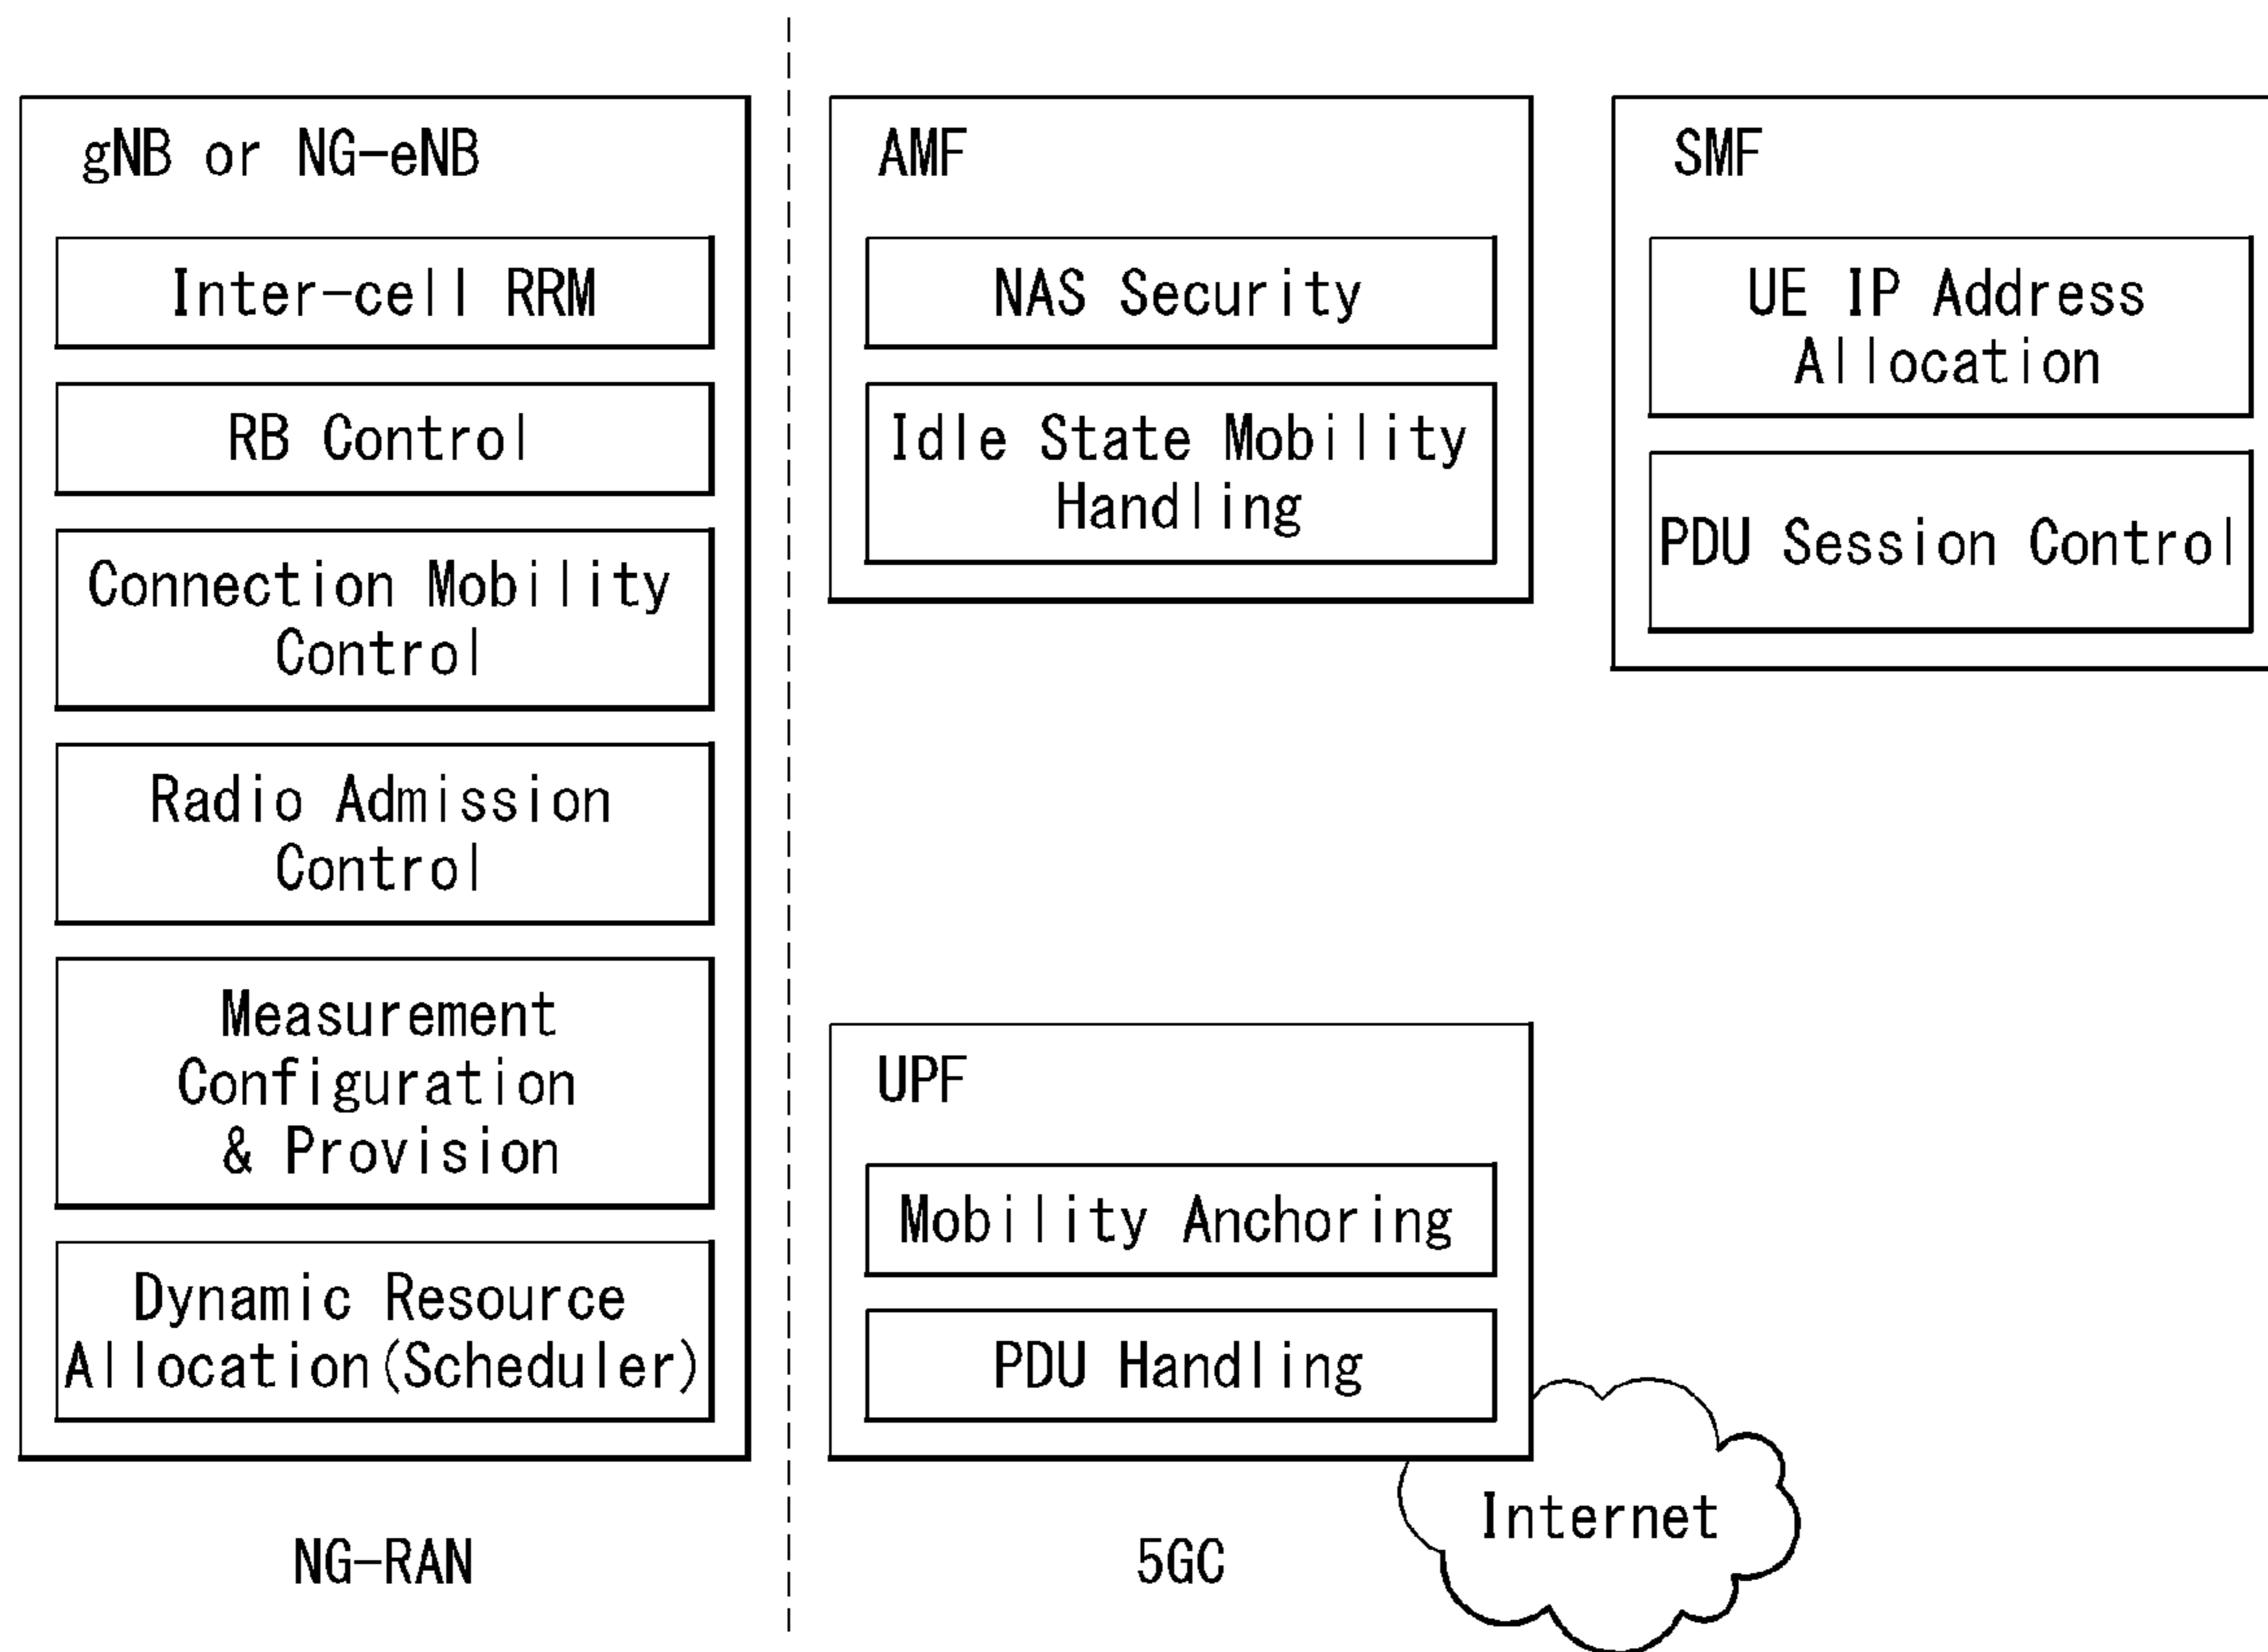 gNB or NG-eNB
Inter-cell RRM
RB Control
Connection Mobility
Control
Radio Admission
Control
Measurement
Configuration
& Provision
Dynamic Resource
Allocation(Scheduler)
NG-RAN
AMF
NAS Security
Idle State Mobility
Handling
SMF
UE IP Address
Allocation
PDU Session Control
UPF
Mobility Anchoring
PDU Handling
Internet
5GC